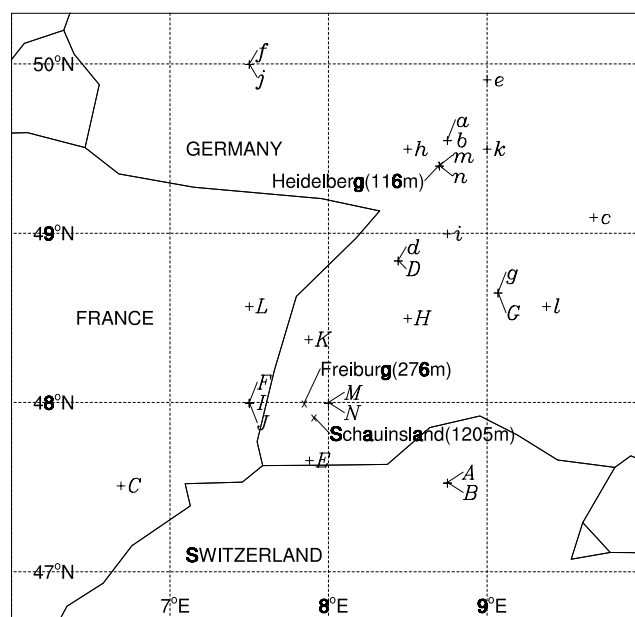 f
50°N
j
e
a
GERMANY
h
b
k
m
Heidelberg(116m)
n
c
49°N
i
d
D
g
G
L
H
l
FRANCE
K
Freiburg(276m)
F
M
48°N
I
J
N
Schauinsland(1205m)
E
A
C
B
SWITZERLAND
47°N
7°E
8°E
9°E